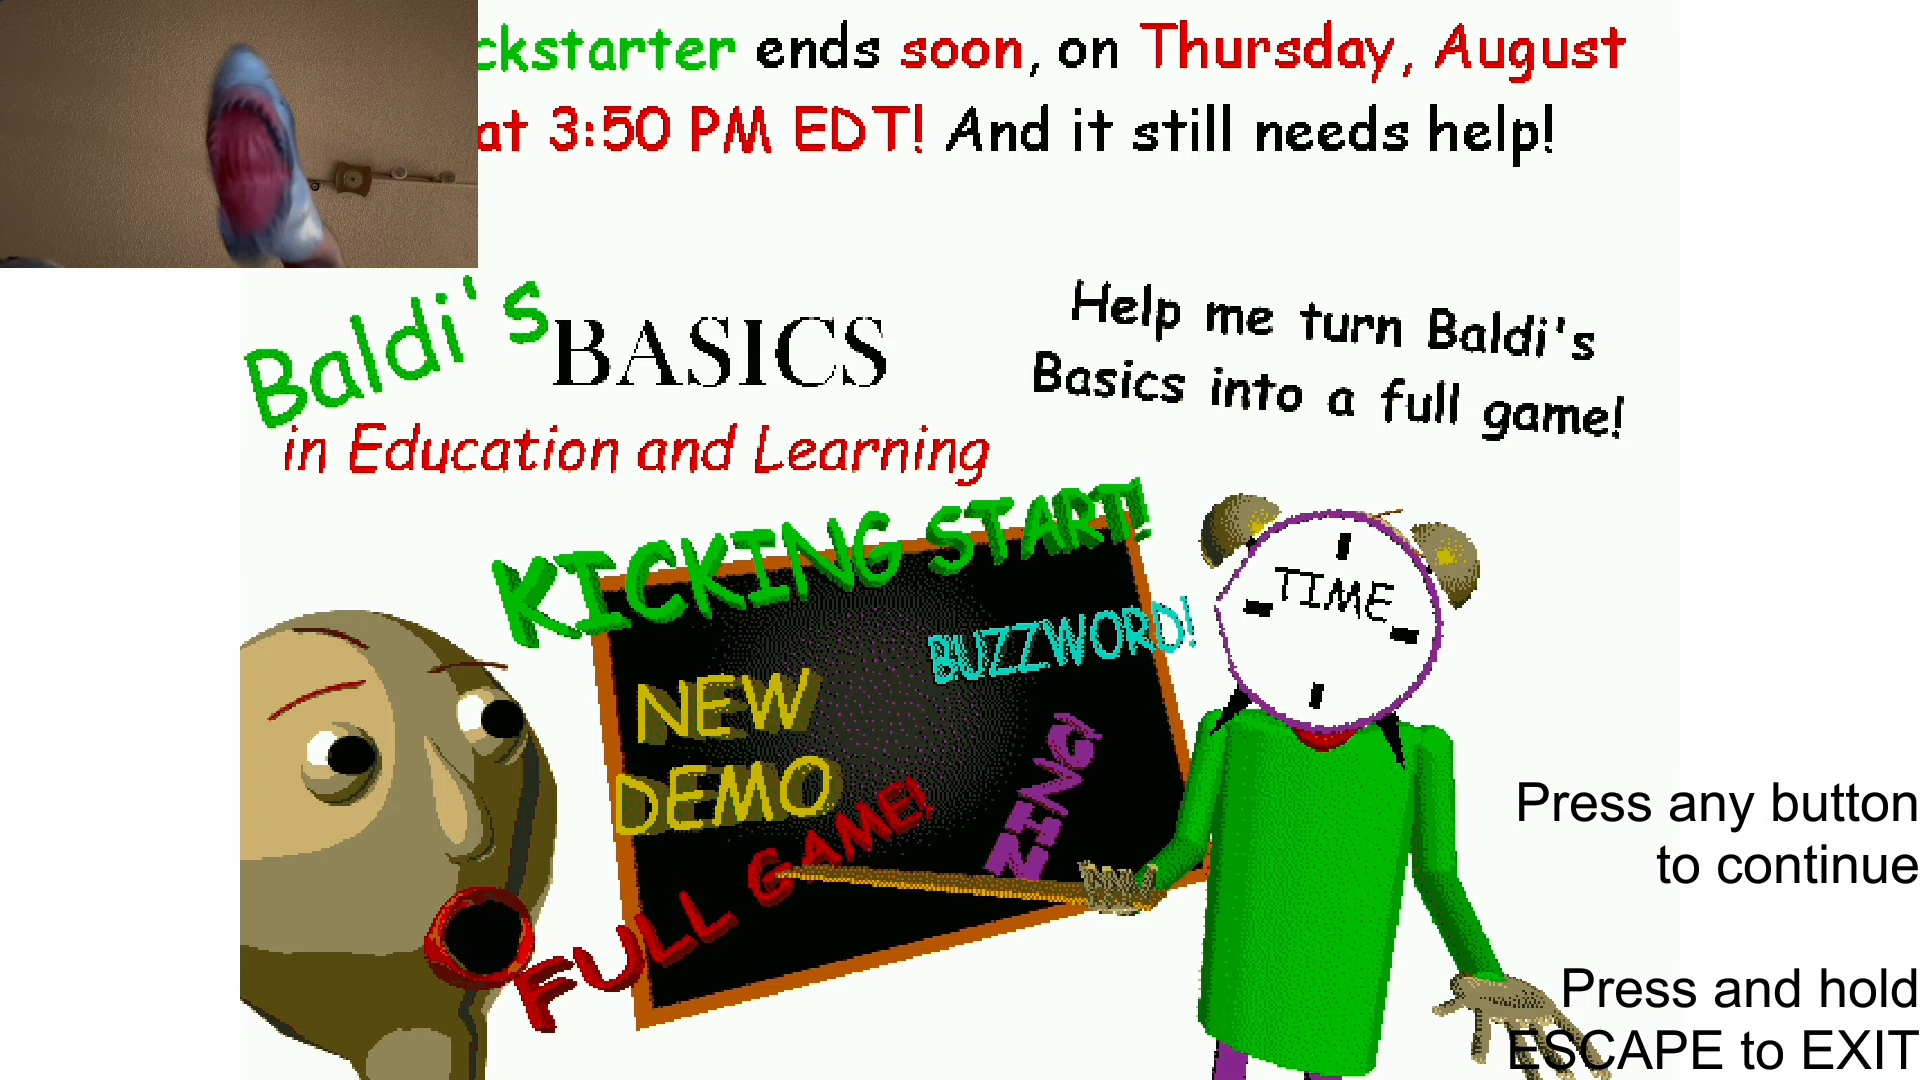 ckstarter ends soon, on Thursday, August
at 3:50 PM EDT! And it still needs help!
Baldi's BASICS
in Education and Learning
Help me turn Baldi's
Basics into a full game!
KICKING START!
BUZZWORD!
NEW
DEMO
ZING!
FULL GAME!
TIME
Press any button
to continue
Press and hold
ESCAPE to EXIT